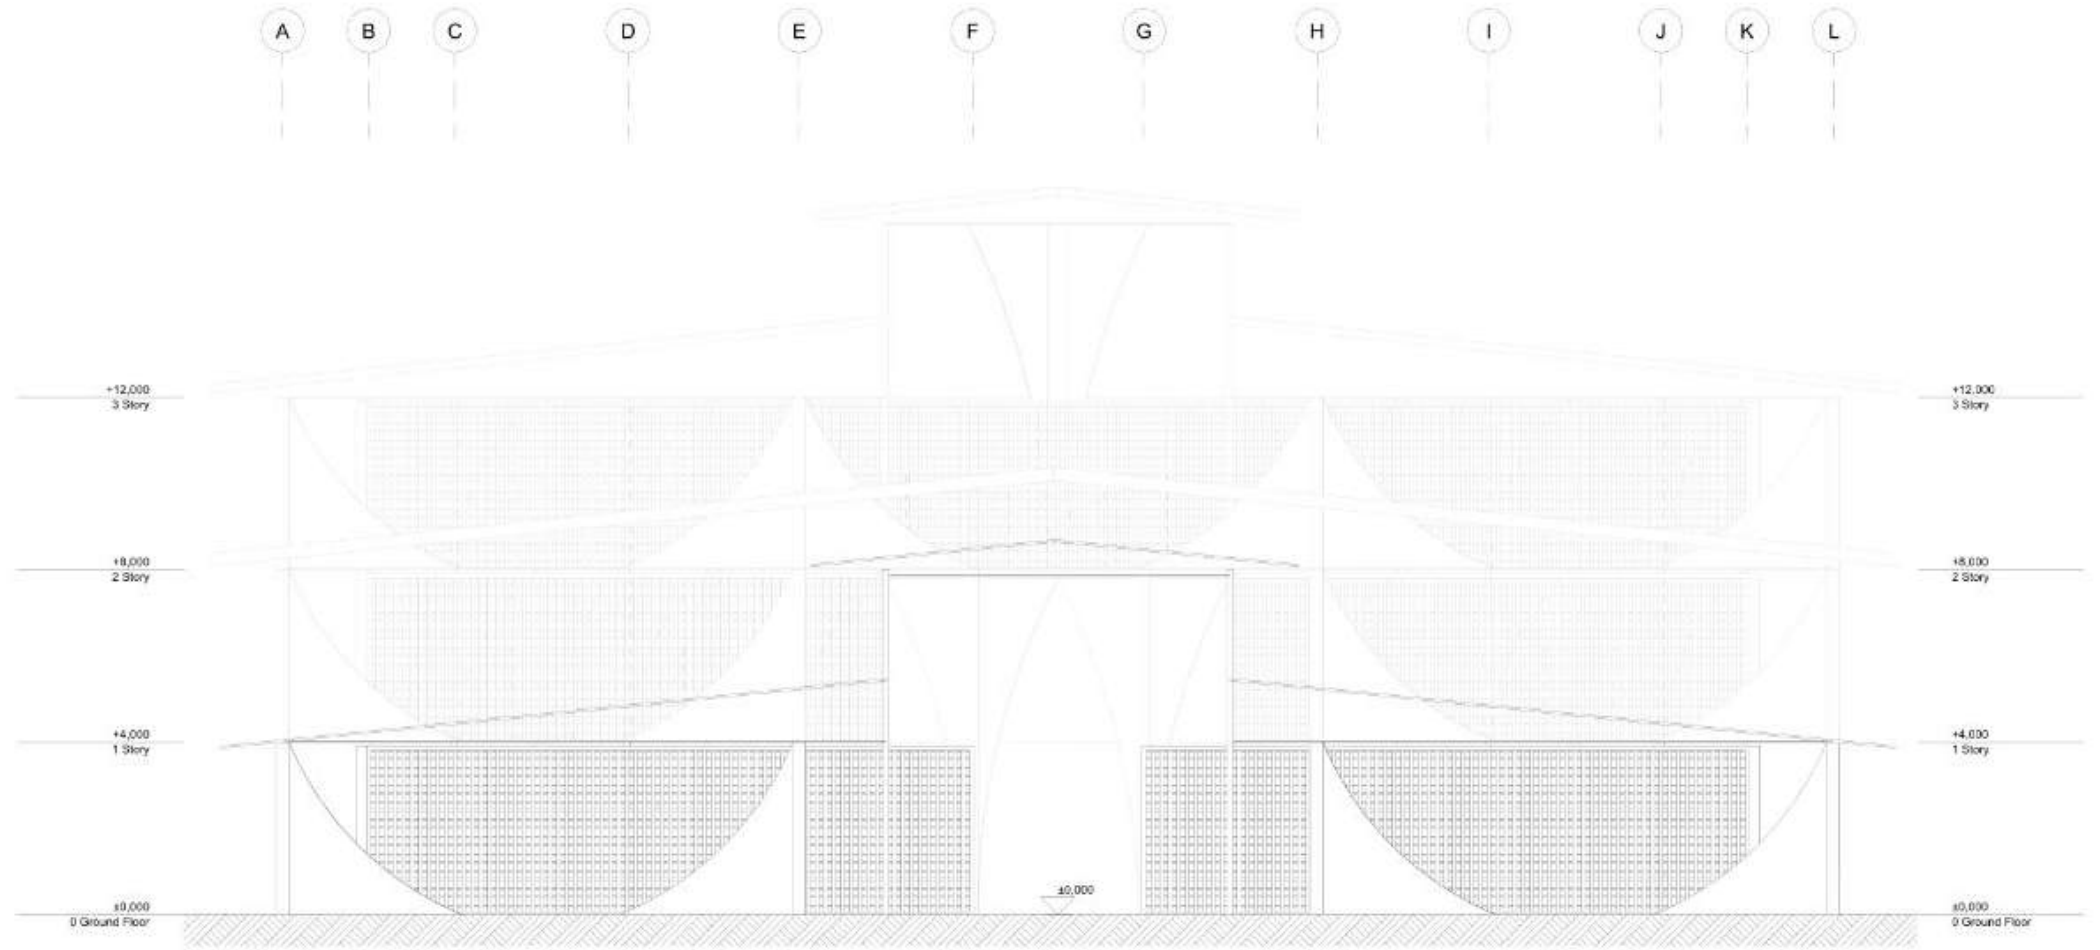 A B C D E F G H I J K L
+12,000
3 Story
+12,000
3 Story
+8,000
2 Story
+8,000
2 Story
+4,000
1 Story
+4,000
1 Story
±0,000
±0,000
0 Ground Floor
±0,000
0 Ground Floor